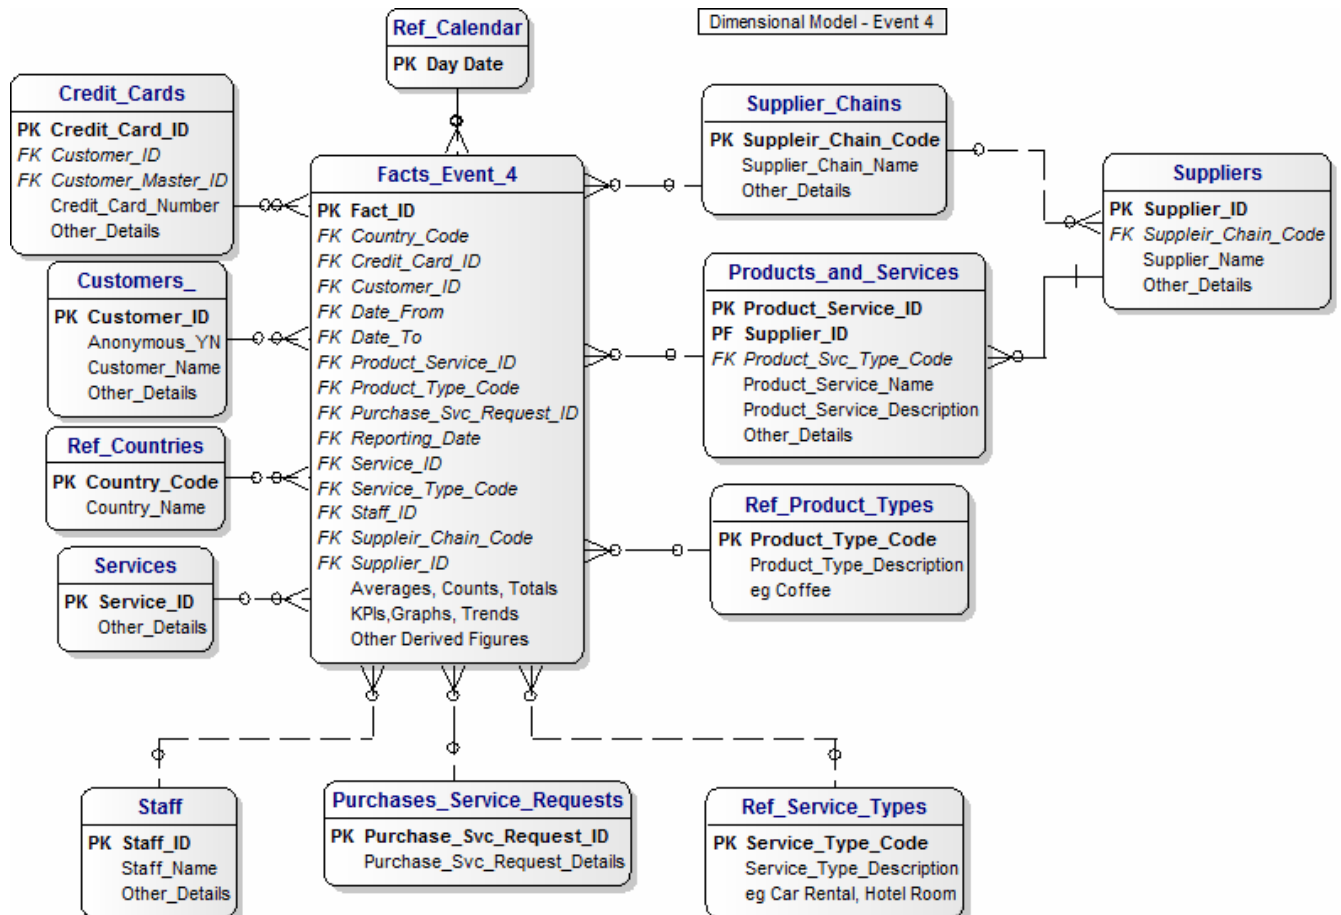 Ref_Calendar
PK Day Date
Dimensional Model - Event 4
Credit_Cards
PK Credit_Card_ID
FK Customer_ID
FK Customer_Master_ID
Credit_Card_Number
Other_Details
Customers_
PK Customer_ID
Anonymous_YN
Customer_Name
Other_Details
Ref_Countries
PK Country_Code
Country_Name
Services
PK Service_ID
Other_Details
Facts_Event_4
PK Fact_ID
FK Country_Code
FK Credit_Card_ID
FK Customer_ID
FK Date_From
FK Date_To
FK Product_Service_ID
FK Product_Type_Code
FK Purchase_Svc_Request_ID
FK Reporting_Date
FK Service_ID
FK Service_Type_Code
FK Staff_ID
FK Suppleir_Chain_Code
FK Supplier_ID
Averages, Counts, Totals
KPIs,Graphs, Trends
Other Derived Figures
Supplier_Chains
PK Suppleir_Chain_Code
Supplier_Chain_Name
Other_Details
Suppliers
PK Supplier_ID
FK Suppleir_Chain_Code
Supplier_Name
Other_Details
Products_and_Services
PK Product_Service_ID
PF Supplier_ID
FK Product_Svc_Type_Code
Product_Service_Name
Product_Service_Description
Other_Details
Ref_Product_Types
PK Product_Type_Code
Product_Type_Description
eg Coffee
Staff
PK Staff_ID
Staff_Name
Other_Details
Purchases_Service_Requests
PK Purchase_Svc_Request_ID
Purchase_Svc_Request_Details
Ref_Service_Types
PK Service_Type_Code
Service_Type_Description
eg Car Rental, Hotel Room